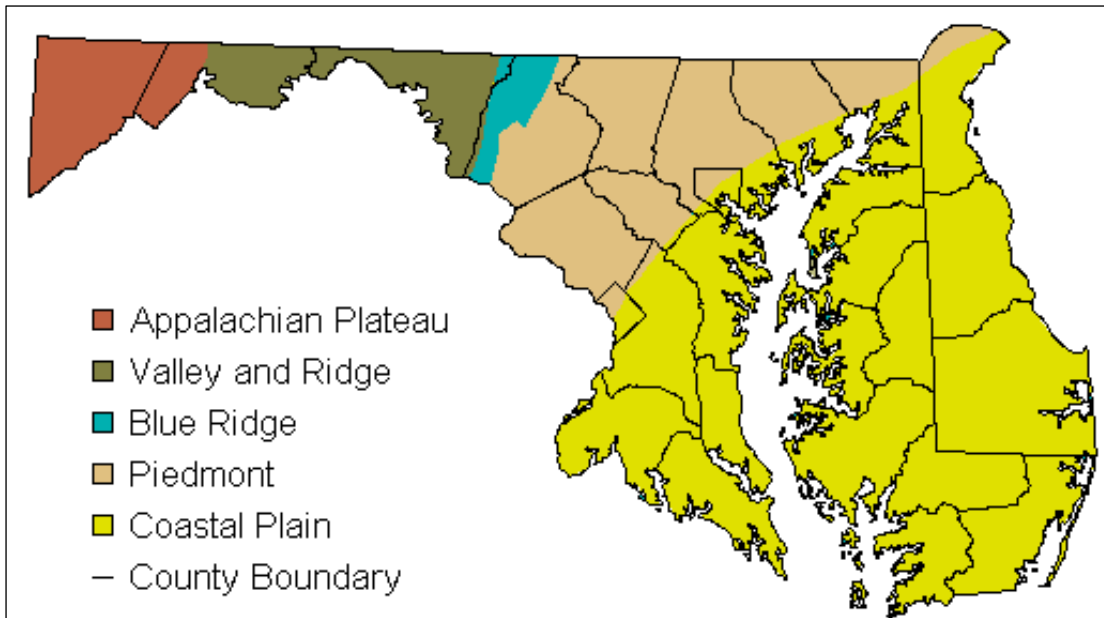 Appalachian Plateau
Valley and Ridge
Blue Ridge
Piedmont
Coastal Plain
County Boundary